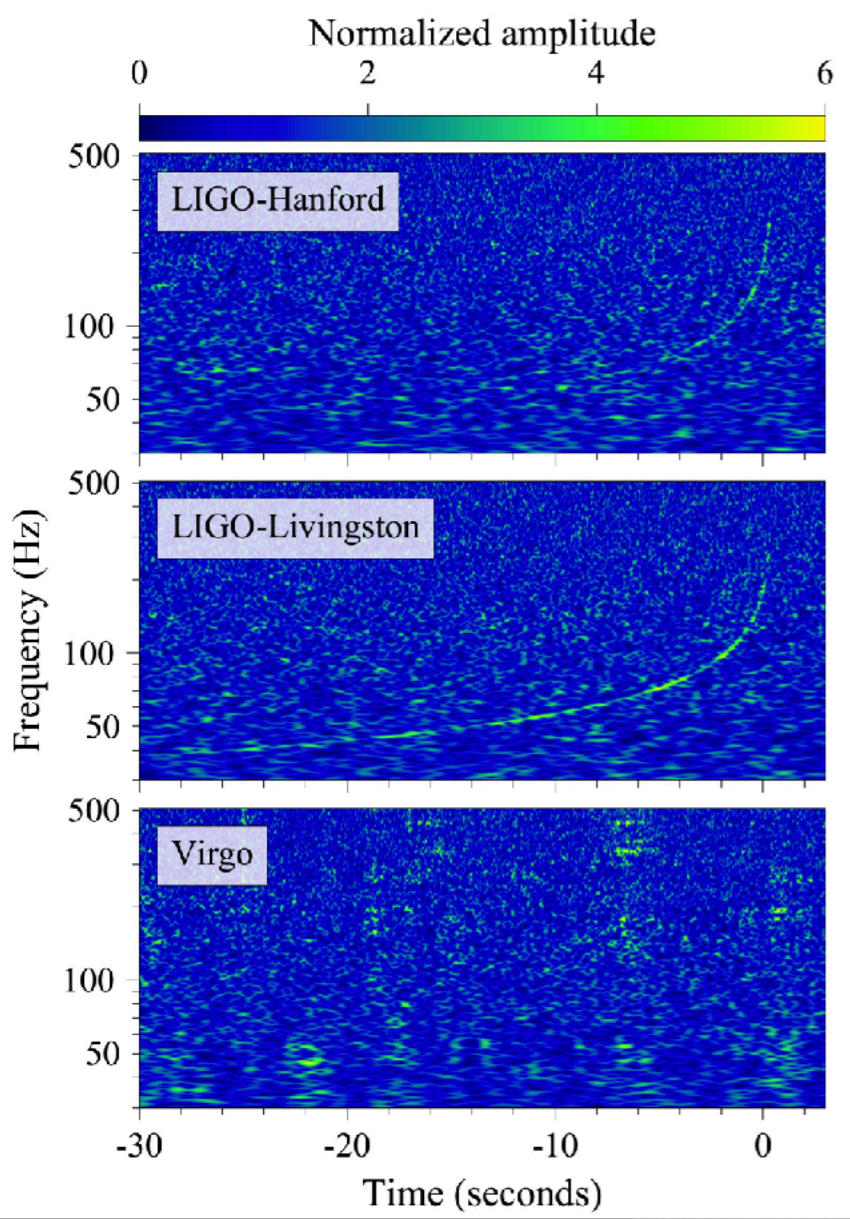 Normalized amplitude
0 2 4 6
500
LIGO-Hanford
100
50
500
LIGO-Livingston
100
50
Frequency (Hz)
500
Virgo
100
50
-30 -20 -10 0
Time (seconds)